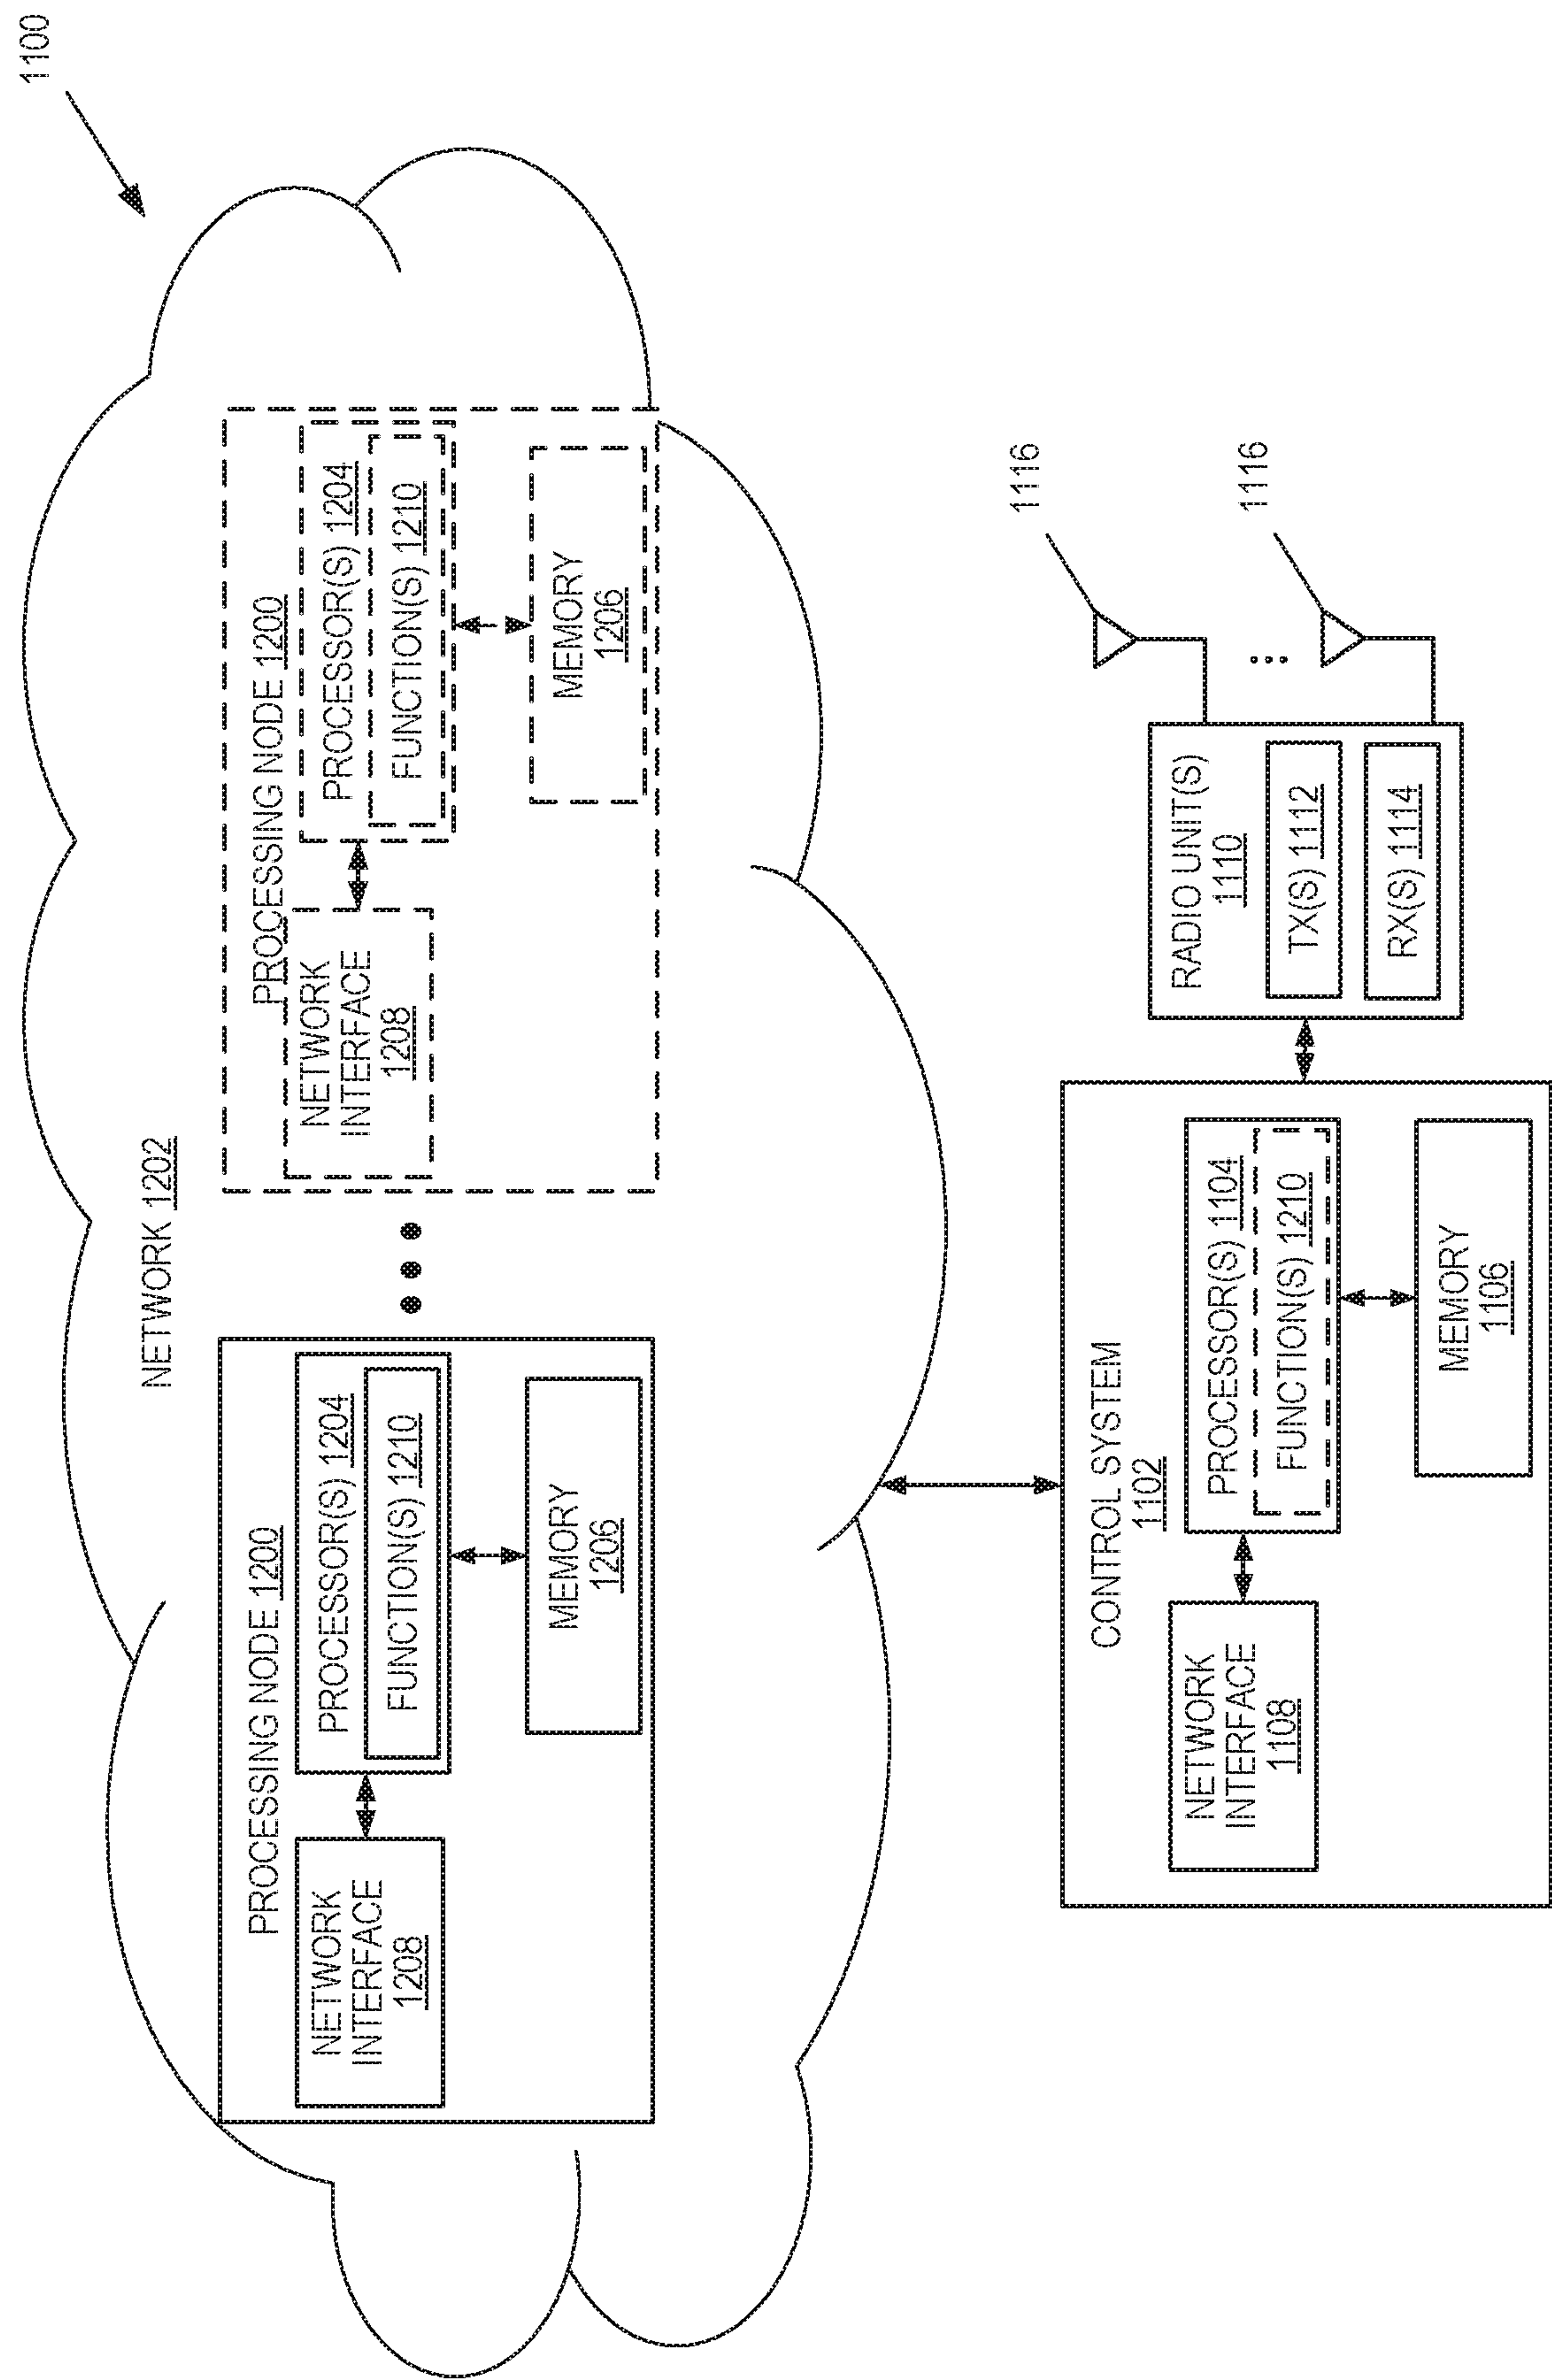 1100
NETWORK 1202
PROCESSING NODE 1200
NETWORK
INTERFACE
1208
PROCESSOR(S) 1204
FUNCTION(S) 1210
MEMORY
1206
PROCESSING NODE 1200
NETWORK
INTERFACE
1208
PROCESSOR(S) 1204
FUNCTION(S) 1210
MEMORY
1206
CONTROL SYSTEM
1102
NETWORK
INTERFACE
1108
PROCESSOR(S) 1104
FUNCTION(S) 1210
MEMORY
1106
RADIO UNIT(S)
1110
TX(S) 1112
RX(S) 1114
1116
1116